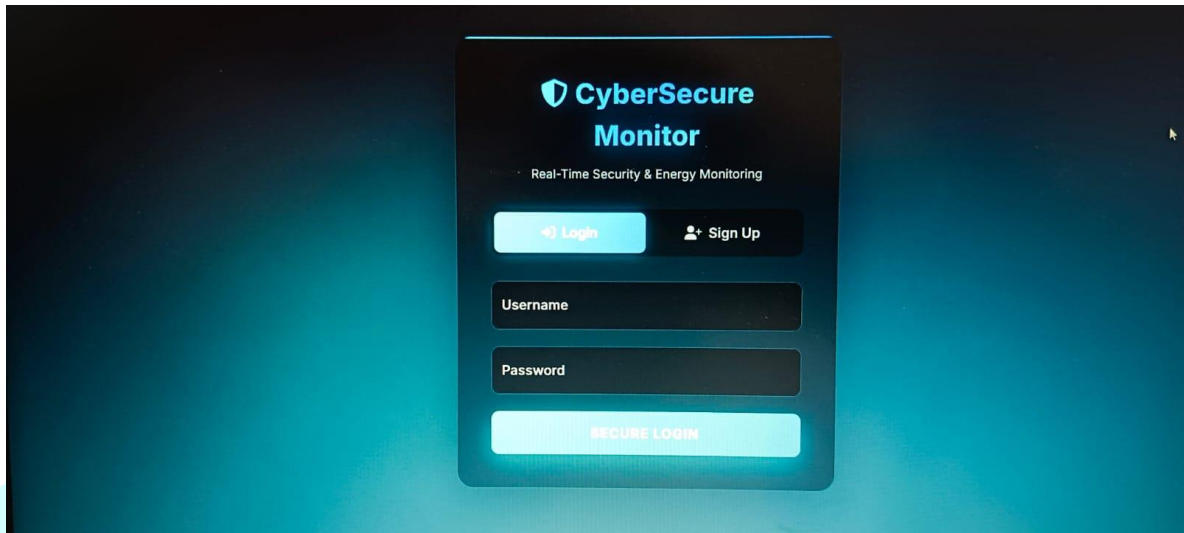 CyberSecure
Monitor
Real-Time Security & Energy Monitoring
Login
Sign Up
Username
Password
SECURE LOGIN